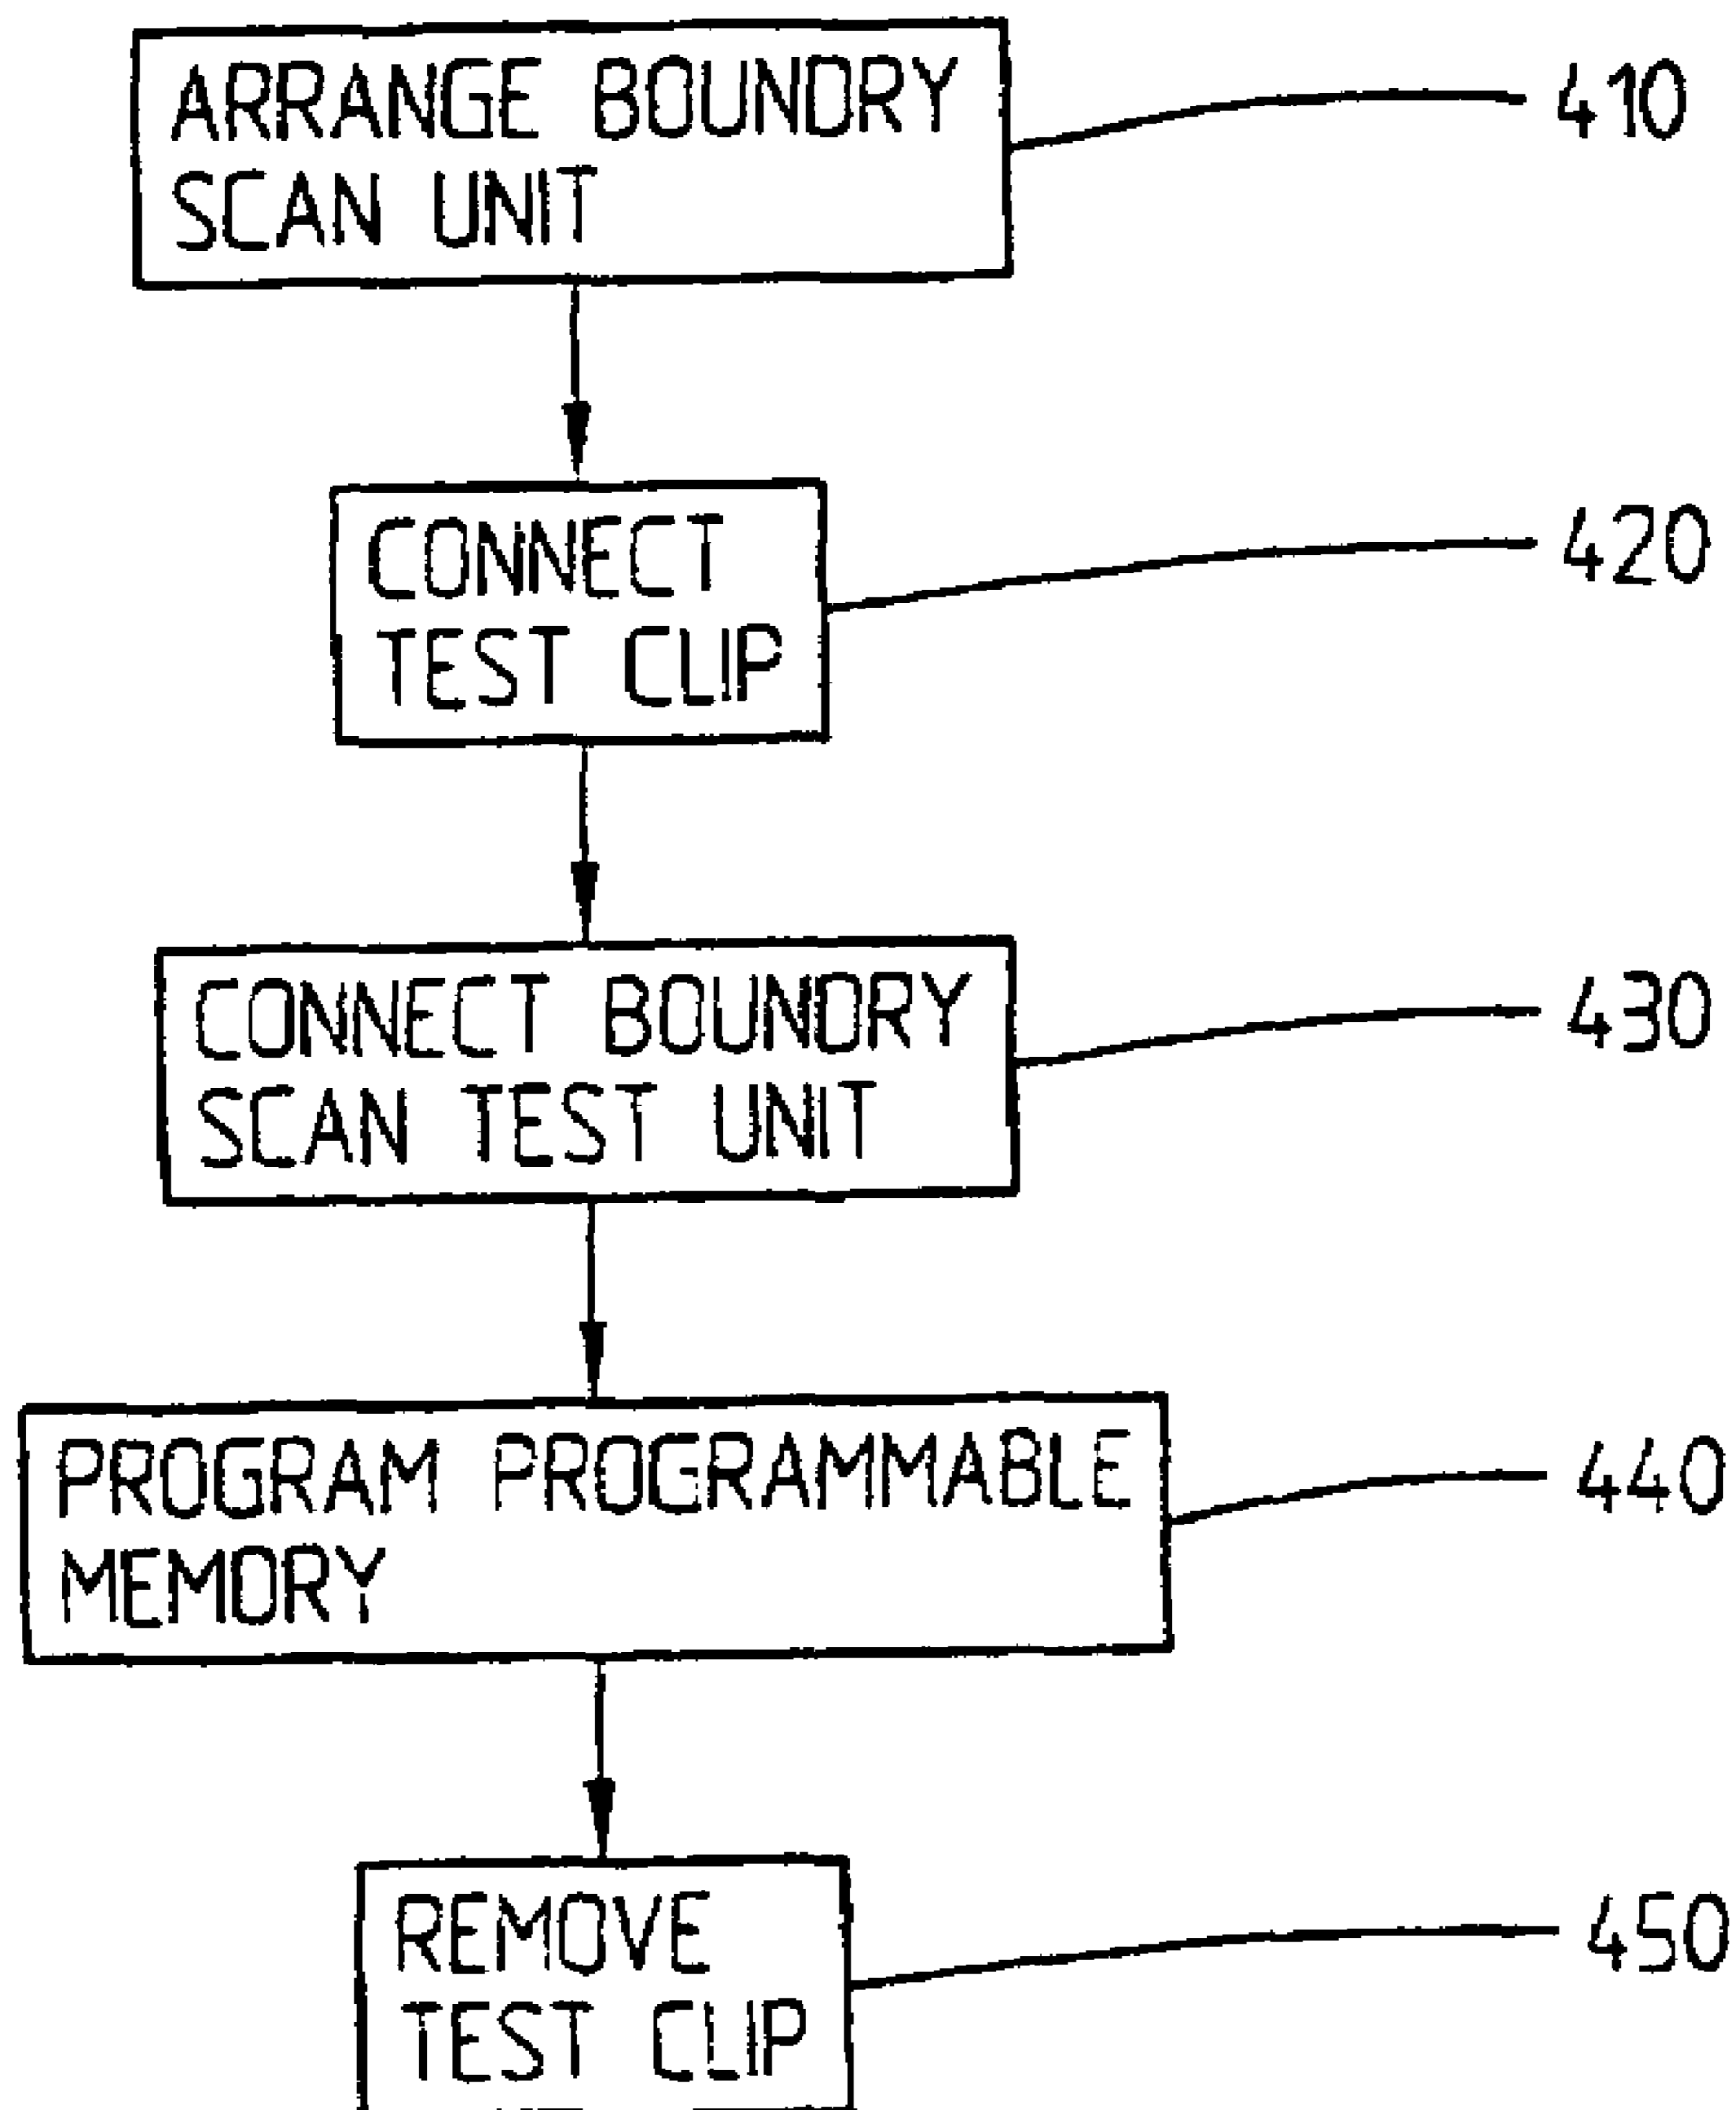 ARRANGE BOUNDRY
SCAN UNIT
410
CONNECT
TEST CLIP
420
CONNECT BOUNDRY
SCAN TEST UNIT
430
PROGRAM PROGRAMMABLE
MEMORY
440
REMOVE
TEST CLIP
450